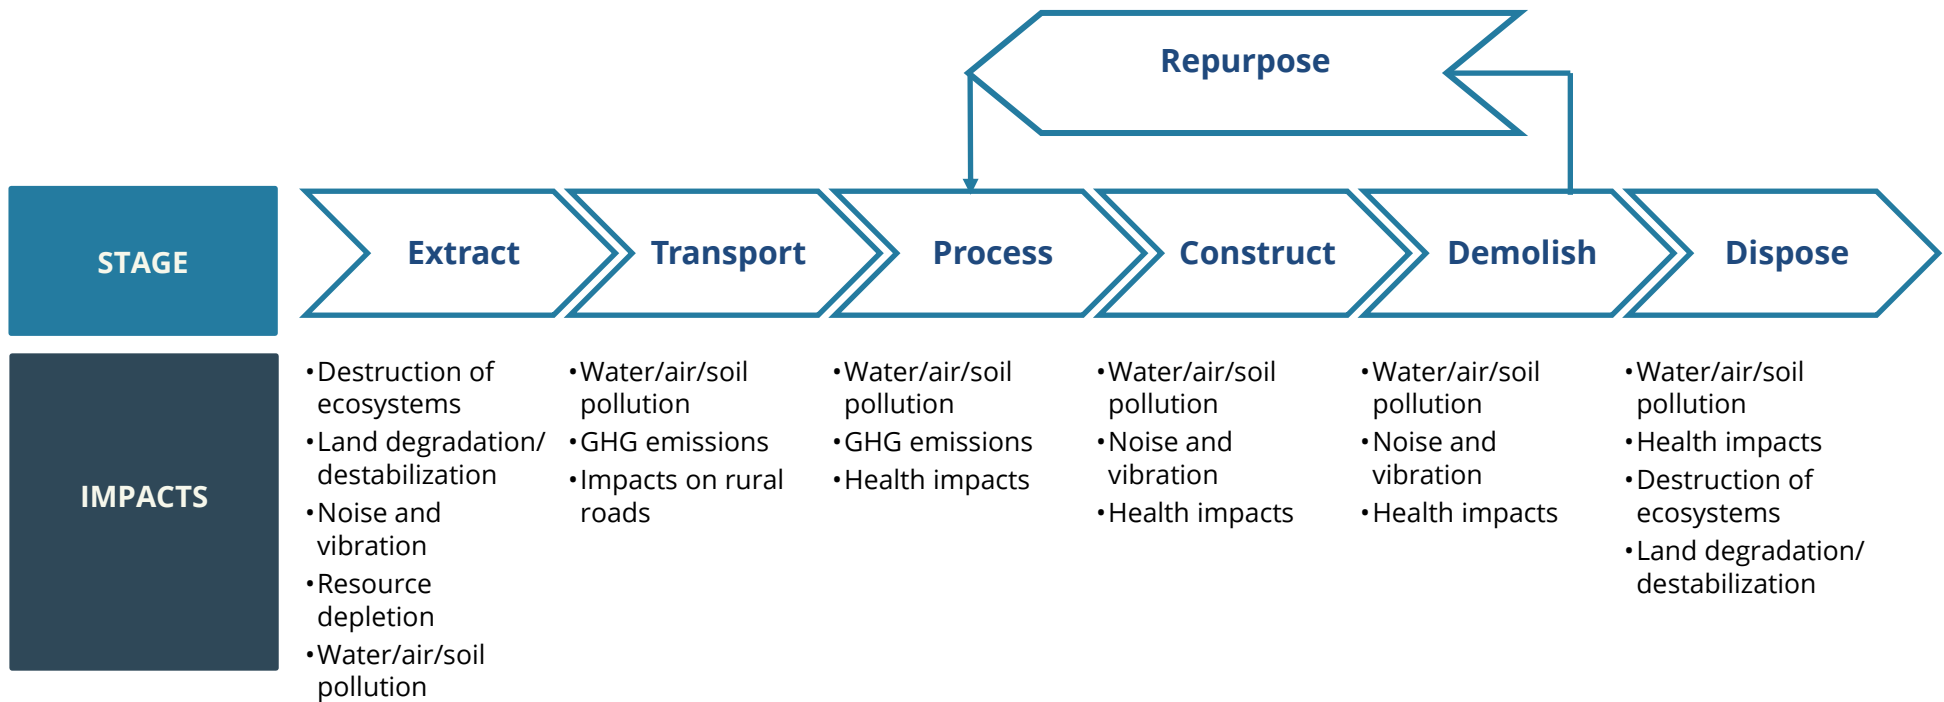 Repurpose
STAGE
Extract
Transport
Process
Construct
Demolish
Dispose
IMPACTS
•Destruction of
ecosystems
•Land degradation/
destabilization
•Noise and
vibration
•Resource
depletion
•Water/air/soil
pollution
•Water/air/soil
pollution
•GHG emissions
•Impacts on rural
roads
•Water/air/soil
pollution
•GHG emissions
•Health impacts
•Water/air/soil
pollution
•Noise and
vibration
•Health impacts
•Water/air/soil
pollution
•Noise and
vibration
•Health impacts
•Water/air/soil
pollution
•Health impacts
•Destruction of
ecosystems
•Land degradation/
destabilization